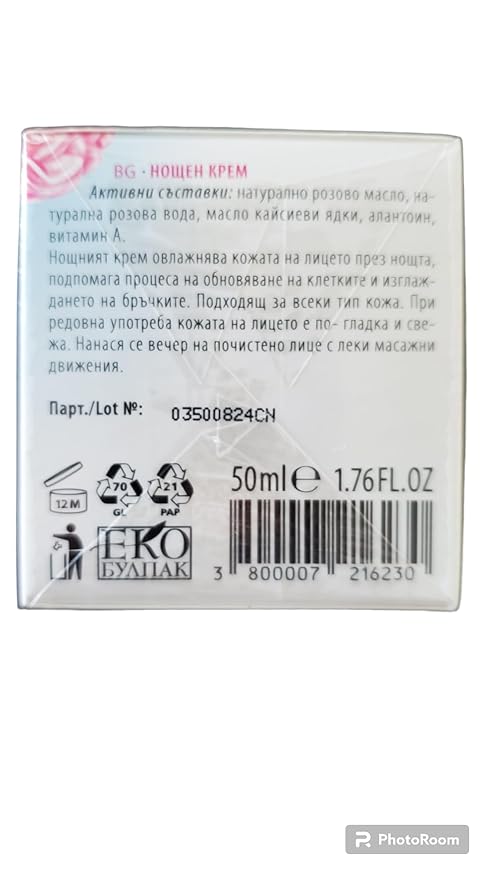 BG · НОЩЕН КРЕМ
Активни съставки: натурално розово масло, на-
турална розова вода, масло кайсиеви ядки, алантоин,
витамин А.
Нощният крем овлажнява кожата на лицето през нощта,
подпомага процеса на обновяване на клетките и изглаж-
дането на бръчките. Подходящ за всеки тип кожа. При
редовна употреба кожата на лицето е по- гладка и све-
жа. Нанася се вечер на почистено лице с леки масажни
движения.
Парт./Lot №: 03500824CN
50ml℮ 1.76FL.OZ
12M
70
GL
21
PAP
ЕКО
БУЛПАК
3 800007 216230
PhotoRoom